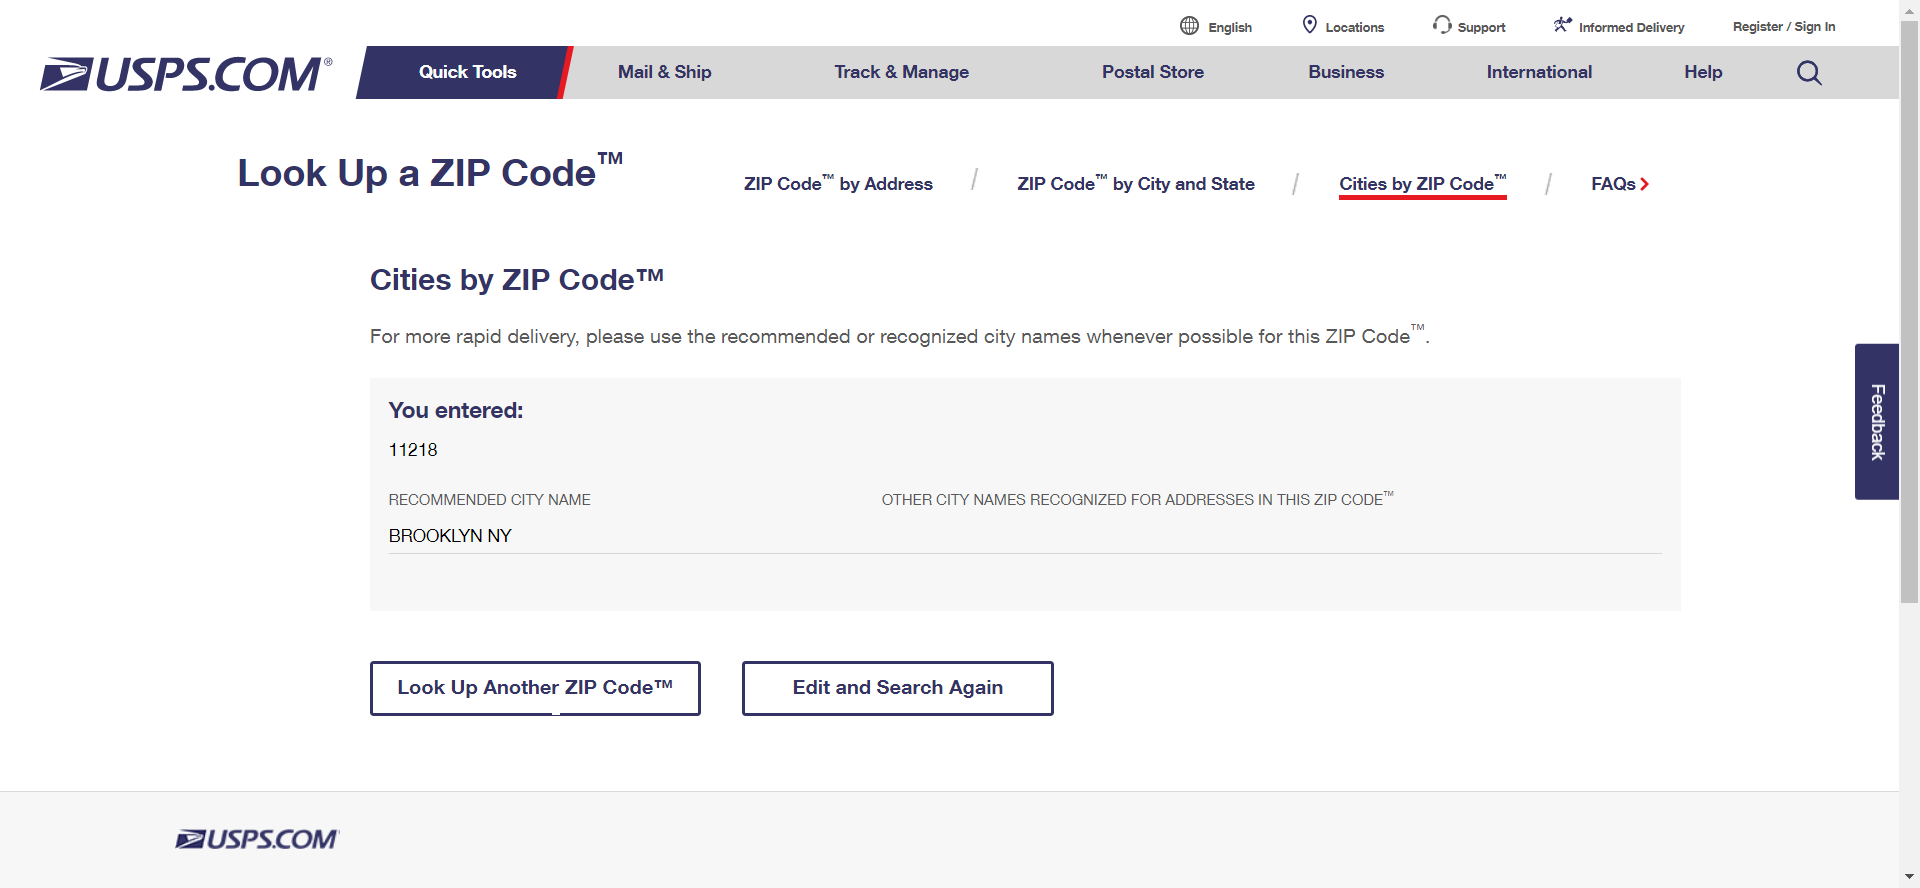 English
Locations
Support
Informed Delivery
Register / Sign In
USPS.COM®
Quick Tools
Mail & Ship
Track & Manage
Postal Store
Business
International
Help
Look Up a ZIP Code™
ZIP Code™ by Address
/
ZIP Code™ by City and State
/
Cities by ZIP Code™
/
FAQs
Cities by ZIP Code™
For more rapid delivery, please use the recommended or recognized city names whenever possible for this ZIP Code™.
You entered:
11218
RECOMMENDED CITY NAME
OTHER CITY NAMES RECOGNIZED FOR ADDRESSES IN THIS ZIP CODE™
BROOKLYN NY
Look Up Another ZIP Code™
Edit and Search Again
Feedback
USPS.COM